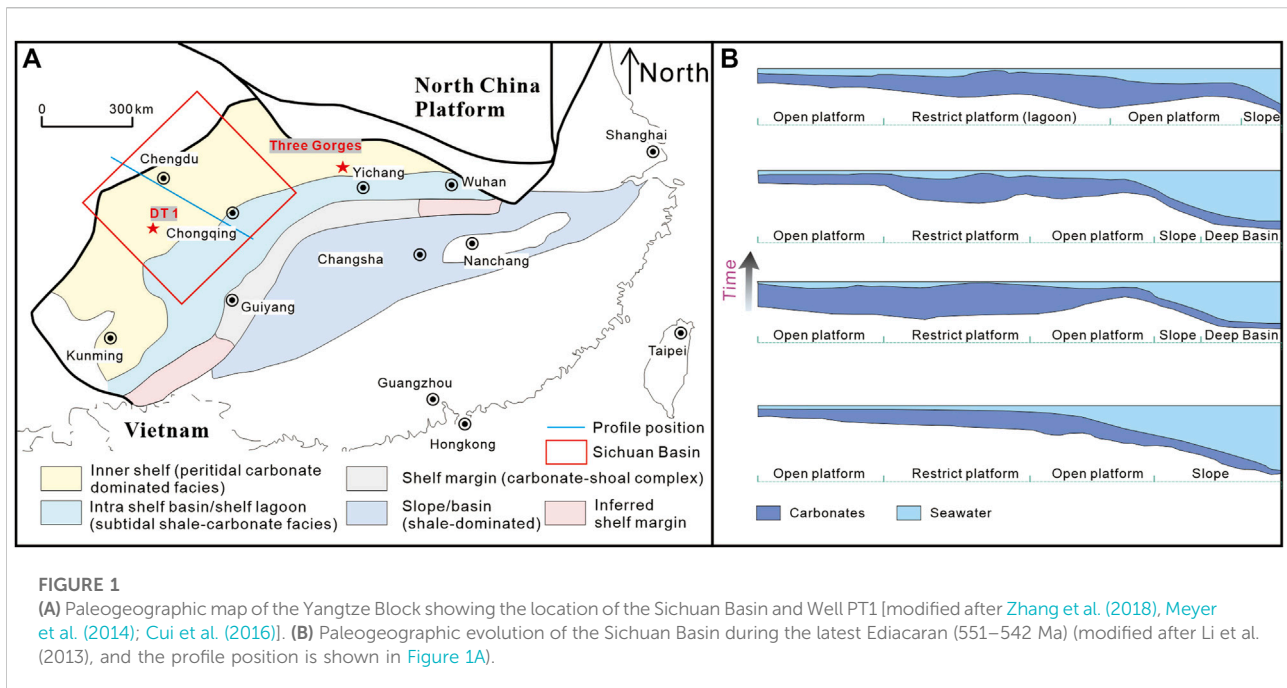 A
North
North China
Platform
0 300 km
Shanghai
Three Gorges
Chengdu
Yichang
Wuhan
DT 1
Chongqing
Changsha
Nanchang
Guiyang
Kunming
Taipei
Guangzhou
Hongkong
Vietnam
Profile position
Sichuan Basin
Inner shelf (peritidal carbonate
dominated facies)
Shelf margin (carbonate-shoal complex)
Intra shelf basin/shelf lagoon
(subtidal shale-carbonate facies)
Slope/basin
(shale-dominated)
Inferred
shelf margin
B
Open platform Restrict platform (lagoon) Open platform Slope
Open platform Restrict platform Open platform Slope Deep Basin
Time
Open platform Restrict platform Open platform Slope Deep Basin
Open platform Restrict platform Open platform Slope
Carbonates Seawater
FIGURE 1
(A) Paleogeographic map of the Yangtze Block showing the location of the Sichuan Basin and Well PT1 [modified after Zhang et al. (2018), Meyer
et al. (2014); Cui et al. (2016)]. (B) Paleogeographic evolution of the Sichuan Basin during the latest Ediacaran (551–542 Ma) (modified after Li et al.
(2013), and the profile position is shown in Figure 1A).